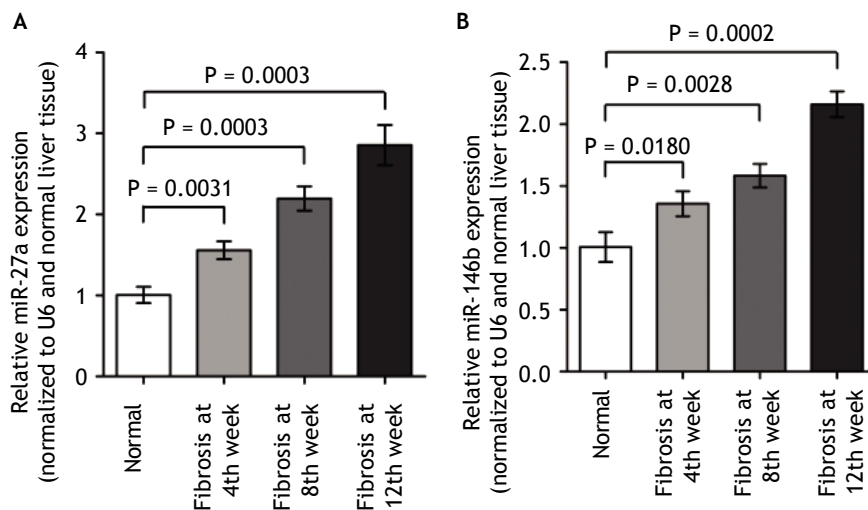 A
Relative miR-27a expression
(normalized to U6 and normal liver tissue)
4
3
2
1
0
P = 0.0003
P = 0.0003
P = 0.0031
Normal
Fibrosis at
4th week
Fibrosis at
8th week
Fibrosis at
12th week
B
Relative miR-146b expression
(normalized to U6 and normal liver tissue)
2.5
2.0
1.5
1.0
0.5
0.0
P = 0.0002
P = 0.0028
P = 0.0180
Normal
Fibrosis at
4th week
Fibrosis at
8th week
Fibrosis at
12th week